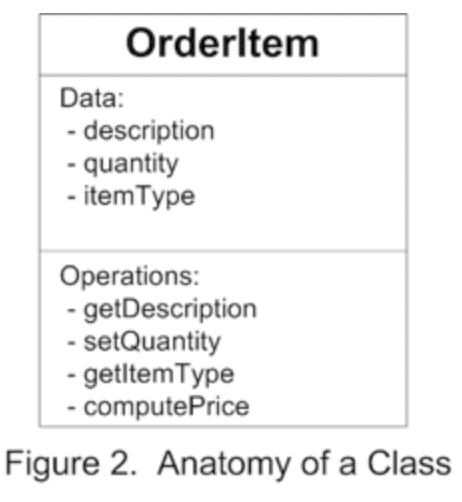 OrderItem
Data:
- description
- quantity
- itemType
Operations:
- getDescription
- setQuantity
- getItemType
- computePrice
Figure 2. Anatomy of a Class